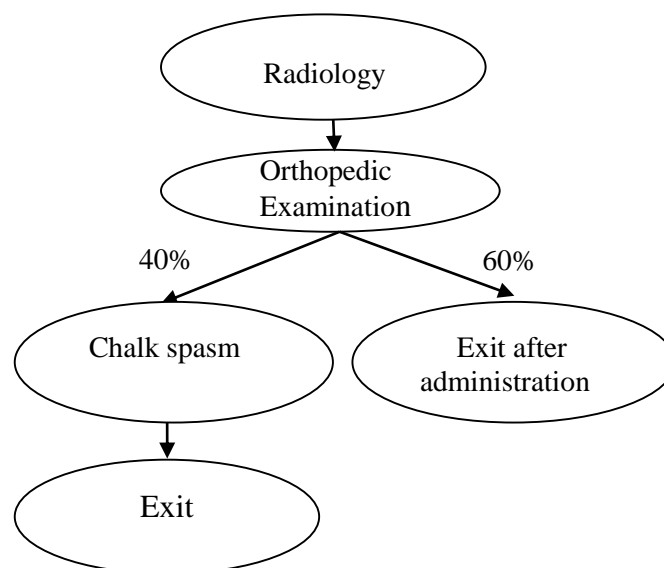 Radiology
Orthopedic
Examination
40%
60%
Chalk spasm
Exit after
administration
Exit